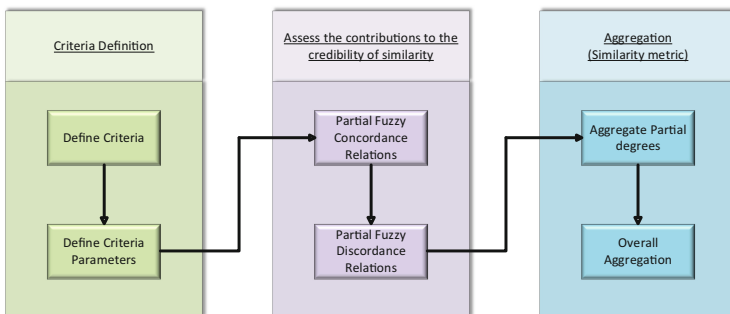 Criteria Definition
Define Criteria
Define Criteria
Parameters
Assess the contributions to the
credibility of similarity
Partial Fuzzy
Concordance
Relations
Partial Fuzzy
Discordance
Relations
Aggregation
(Similarity metric)
Aggregate Partial
degrees
Overall
Aggregation